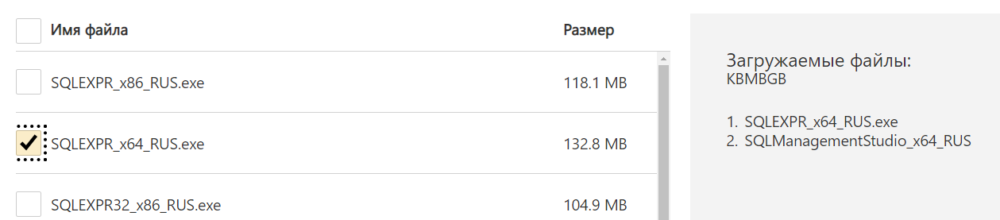 Имя файла Размер
SQLEXPR_x86_RUS.exe 118.1 MB
SQLEXPR_x64_RUS.exe 132.8 MB
SQLEXPR32_x86_RUS.exe 104.9 MB
Загружаемые файлы:
KBMBGB
1. SQLEXPR_x64_RUS.exe
2. SQLManagementStudio_x64_RUS